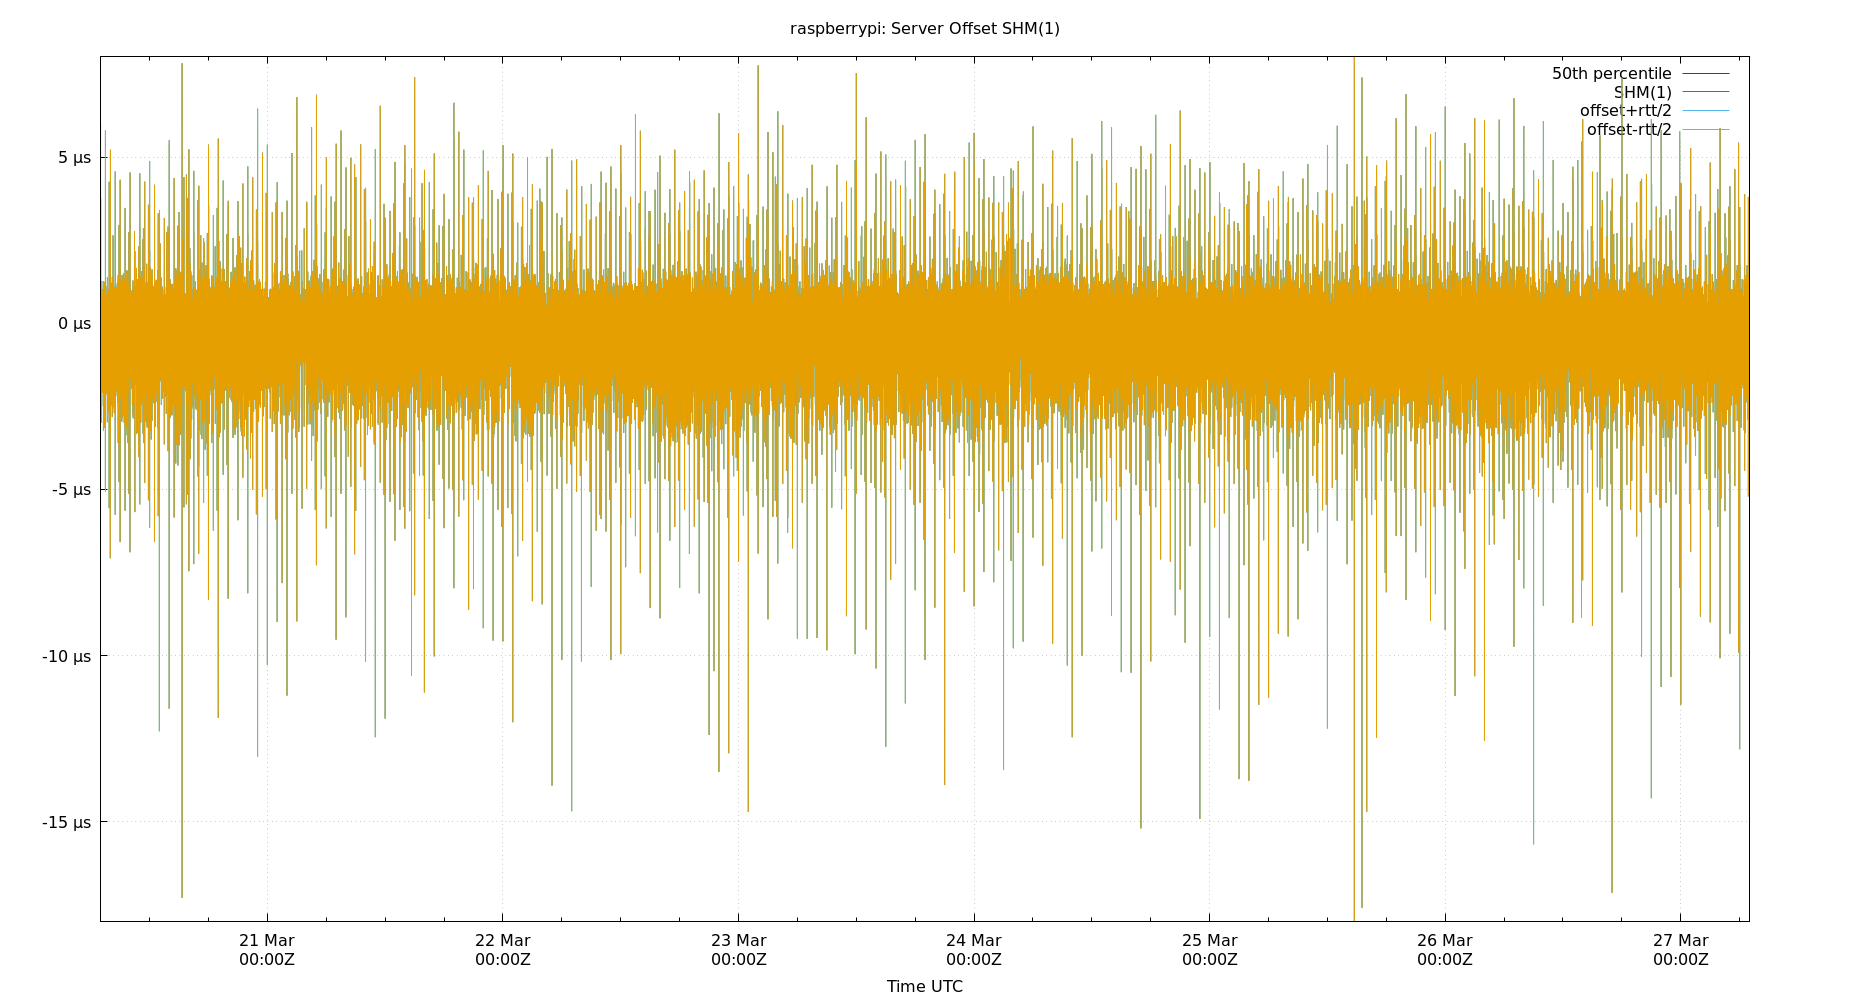 raspberrypi: Server Offset SHM(1)
50th percentile
SHM(1)
offset+rtt/2
offset-rtt/2
5 µs
0 µs
-5 µs
-10 µs
-15 µs
21 Mar
00:00Z
22 Mar
00:00Z
23 Mar
00:00Z
24 Mar
00:00Z
25 Mar
00:00Z
26 Mar
00:00Z
27 Mar
00:00Z
Time UTC